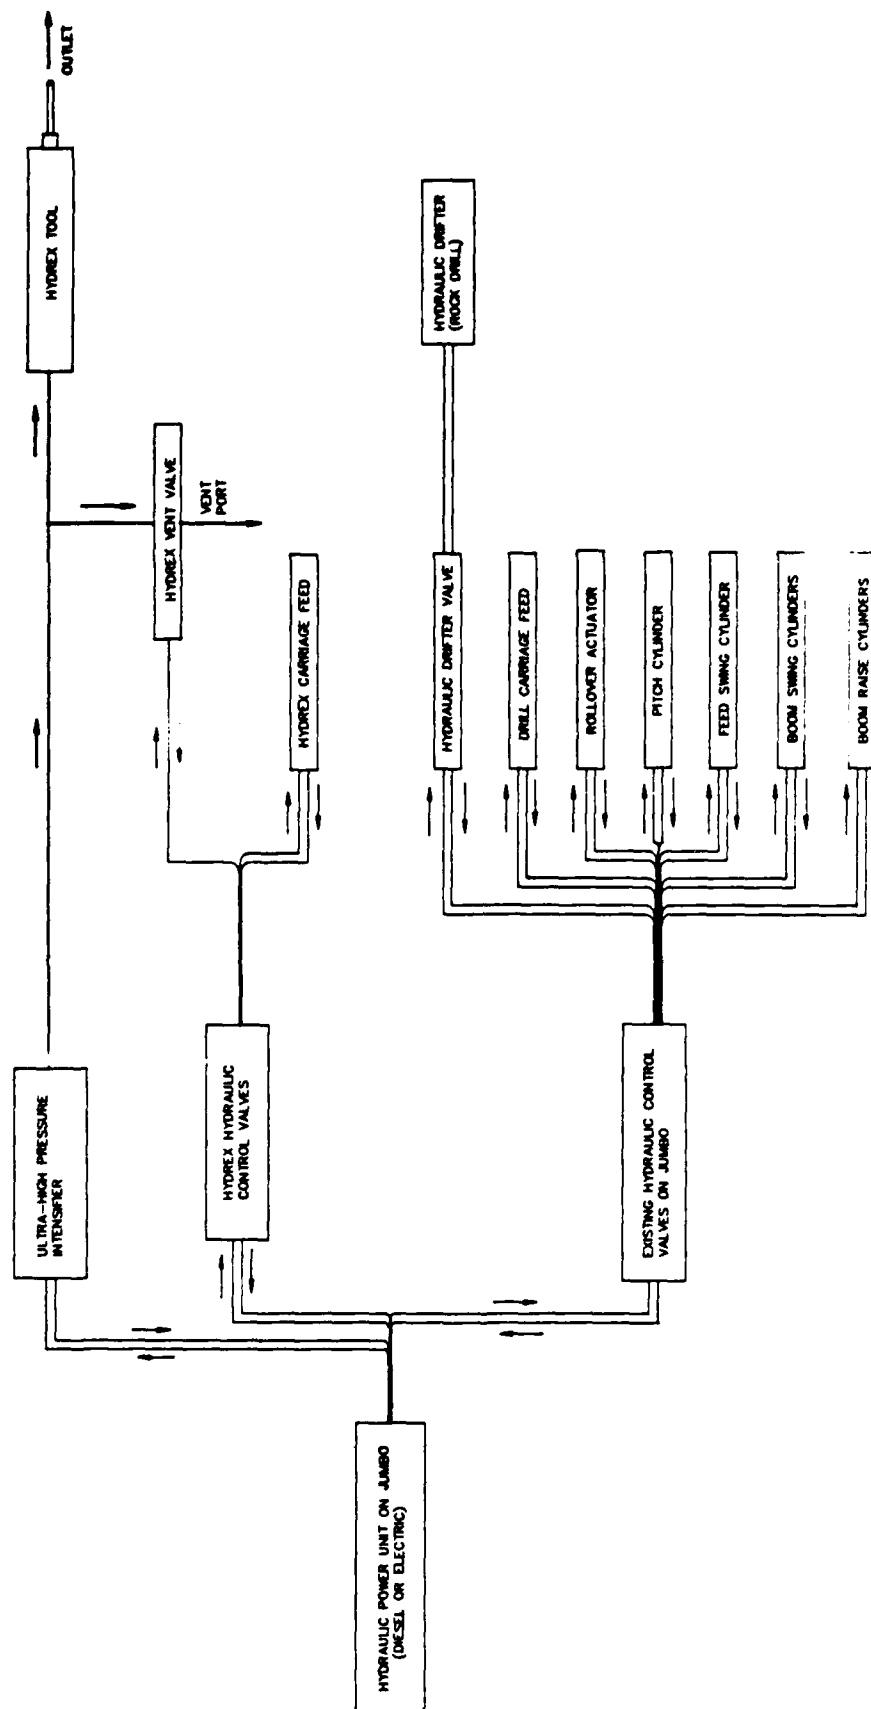 OUTLET
HYDREX TOOL
HYDRAULIC DRIFTER
(ROCK DRILL)
HYDREX VENT VALVE
VENT
PORT
HYDREX CARRIAGE FEED
HYDRAULIC DRIFTER VALVE
DRILL CARRIAGE FEED
ROLLOVER ACTUATOR
PITCH CYLINDER
FEED SWING CYLINDER
BOOM SWING CYLINDERS
BOOM RAISE CYLINDERS
ULTRA-HIGH PRESSURE
INTENSIFIER
HYDREX HYDRAULIC
CONTROL VALVES
EXISTING HYDRAULIC CONTROL
VALVES ON JUMBO
HYDRAULIC POWER UNIT ON JUMBO
(DIESEL OR ELECTRIC)